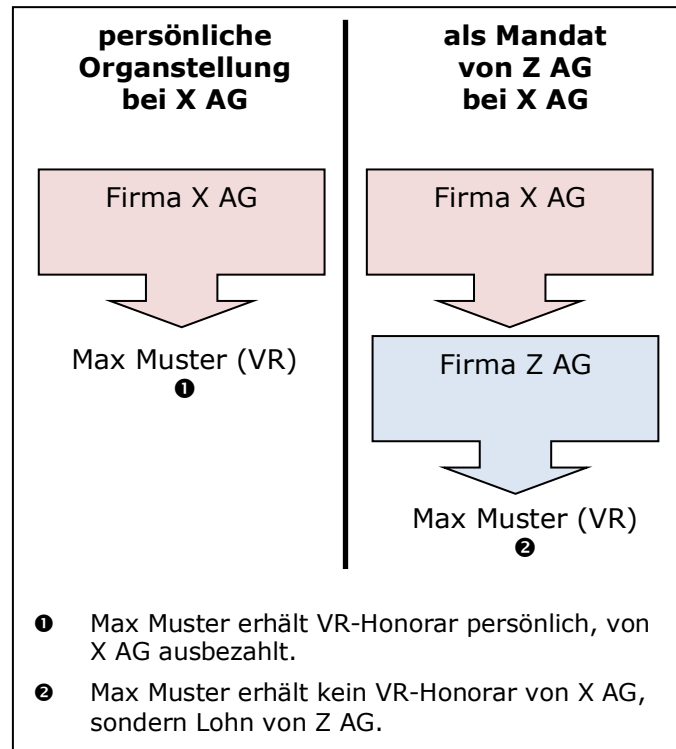 persönliche
Organstellung
bei X AG
als Mandat
von Z AG
bei X AG
Firma X AG
Max Muster (VR)
❶
Firma X AG
Firma Z AG
Max Muster (VR)
❷
❶ Max Muster erhält VR-Honorar persönlich, von
X AG ausbezahlt.
❷ Max Muster erhält kein VR-Honorar von X AG,
sondern Lohn von Z AG.